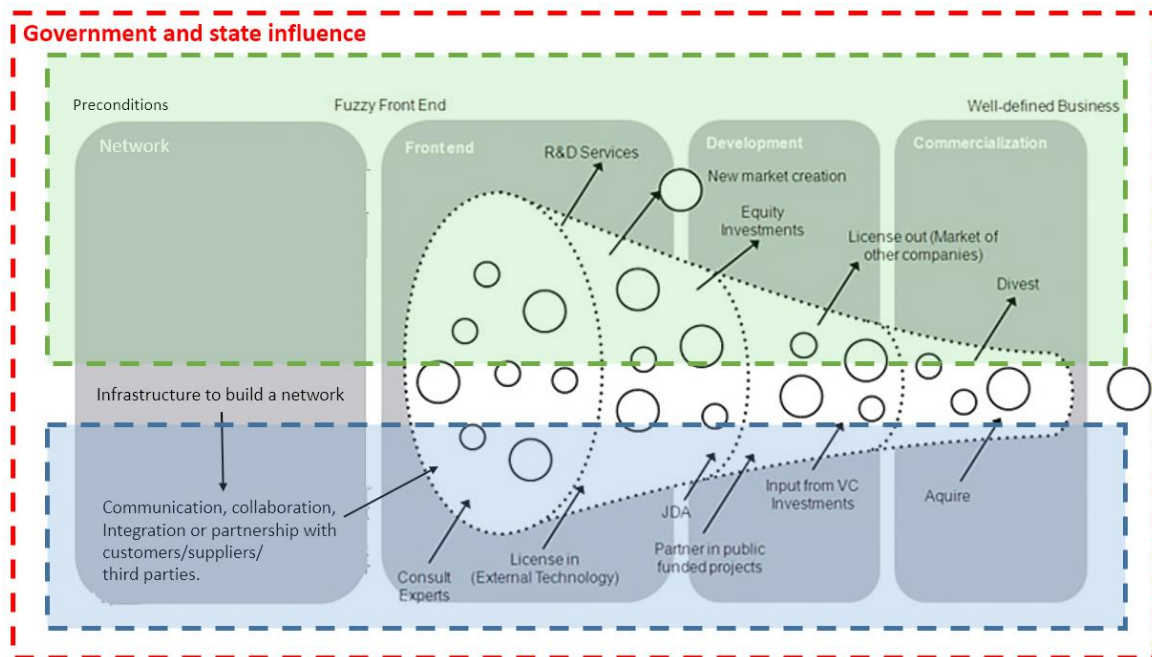 Government and state influence
Preconditions
Fuzzy Front End
Well-defined Business
Network
Front end
Development
Commercialization
R&D Services
New market creation
Equity
Investments
License out (Market of
other companies)
Divest
Infrastructure to build a network
Communication, collaboration,
Integration or partnership with
customers/suppliers/
third parties.
Consult
Experts
License in
(External Technology)
JDA
Partner in public
funded projects
Input from VC
Investments
Aquire